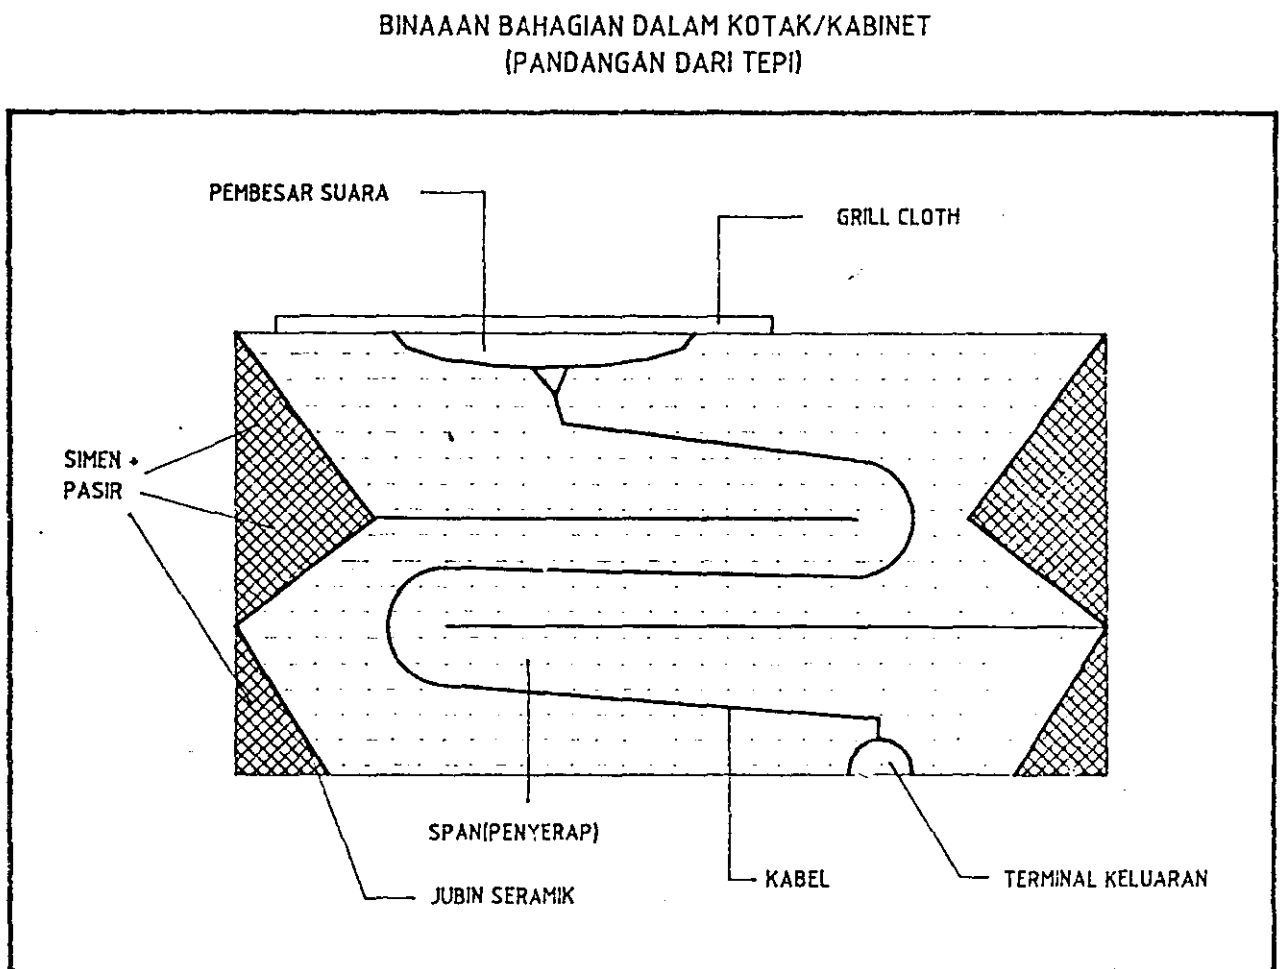 BINAAAN BAHAGIAN DALAM KOTAK/KABINET
(PANDANGAN DARI TEPI)
PEMBESAR SUARA
GRILL CLOTH
SIMEN +
PASIR
SPAN(PENYERAP)
KABEL
TERMINAL KELUARAN
JUBIN SERAMIK